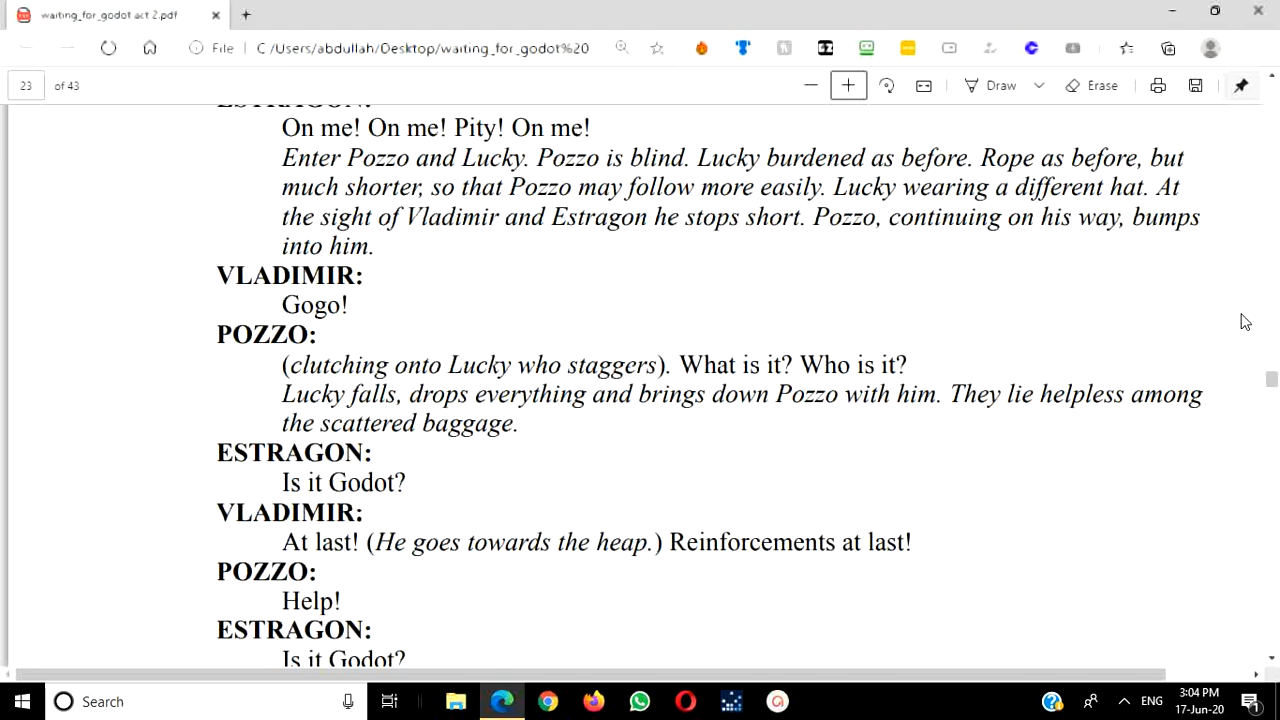 waiting_for_godot act 2.pdf
File C:/Users/abdullah/Desktop/waiting_for_godot%20
23 of 43 Draw Erase
ESTRAGON:
On me! On me! Pity! On me!
Enter Pozzo and Lucky. Pozzo is blind. Lucky burdened as before. Rope as before, but
much shorter, so that Pozzo may follow more easily. Lucky wearing a different hat. At
the sight of Vladimir and Estragon he stops short. Pozzo, continuing on his way, bumps
into him.
VLADIMIR:
Gogo!
POZZO:
(clutching onto Lucky who staggers). What is it? Who is it?
Lucky falls, drops everything and brings down Pozzo with him. They lie helpless among
the scattered baggage.
ESTRAGON:
Is it Godot?
VLADIMIR:
At last! (He goes towards the heap.) Reinforcements at last!
POZZO:
Help!
ESTRAGON:
Is it Godot?
Search ENG 3:04 PM
17-Jun-20